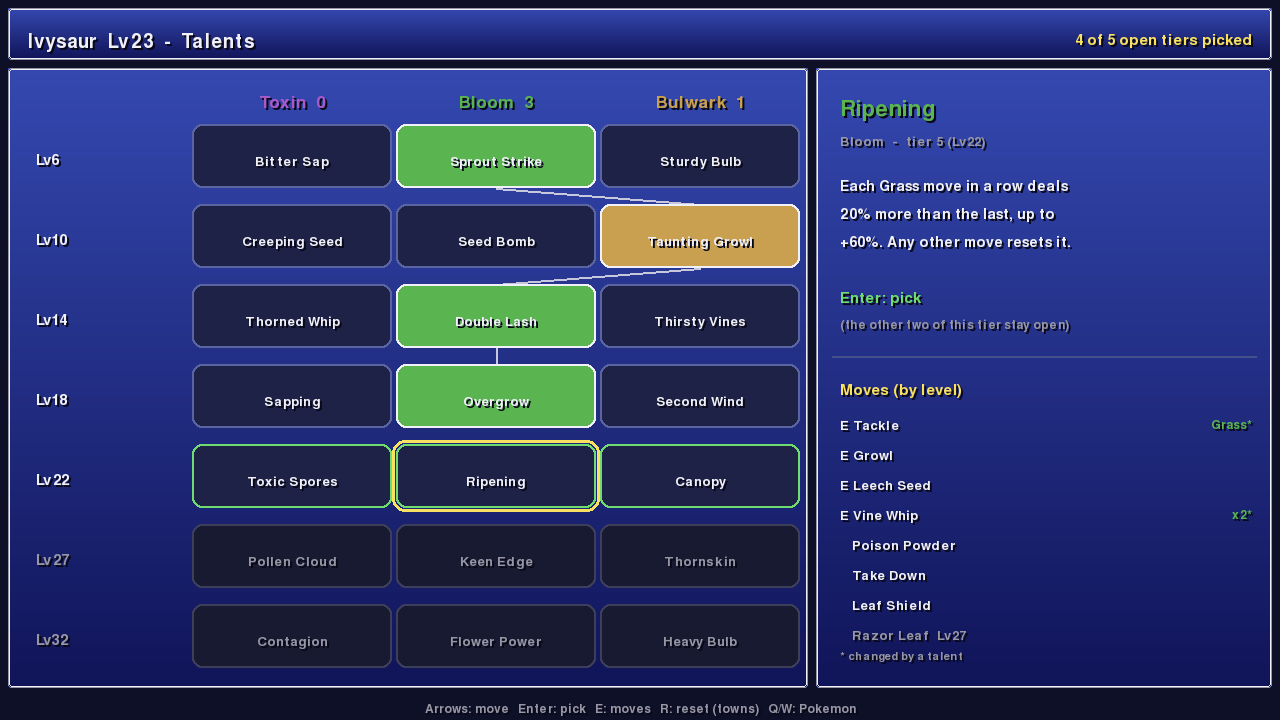 Ivysaur Lv23 - Talents
4 of 5 open tiers picked
Toxin 0 Bloom 3 Bulwark 1
Lv6 Bitter Sap Sprout Strike Sturdy Bulb
Lv10 Creeping Seed Seed Bomb Taunting Growl
Lv14 Thorned Whip Double Lash Thirsty Vines
Lv18 Sapping Overgrow Second Wind
Lv22 Toxic Spores Ripening Canopy
Lv27 Pollen Cloud Keen Edge Thornskin
Lv32 Contagion Flower Power Heavy Bulb
Ripening
Bloom - tier 5 (Lv22)
Each Grass move in a row deals
20% more than the last, up to
+60%. Any other move resets it.
Enter: pick
(the other two of this tier stay open)
Moves (by level)
E Tackle Grass*
E Growl
E Leech Seed
E Vine Whip x2*
Poison Powder
Take Down
Leaf Shield
Razor Leaf Lv27
* changed by a talent
Arrows: move Enter: pick E: moves R: reset (towns) Q/W: Pokemon